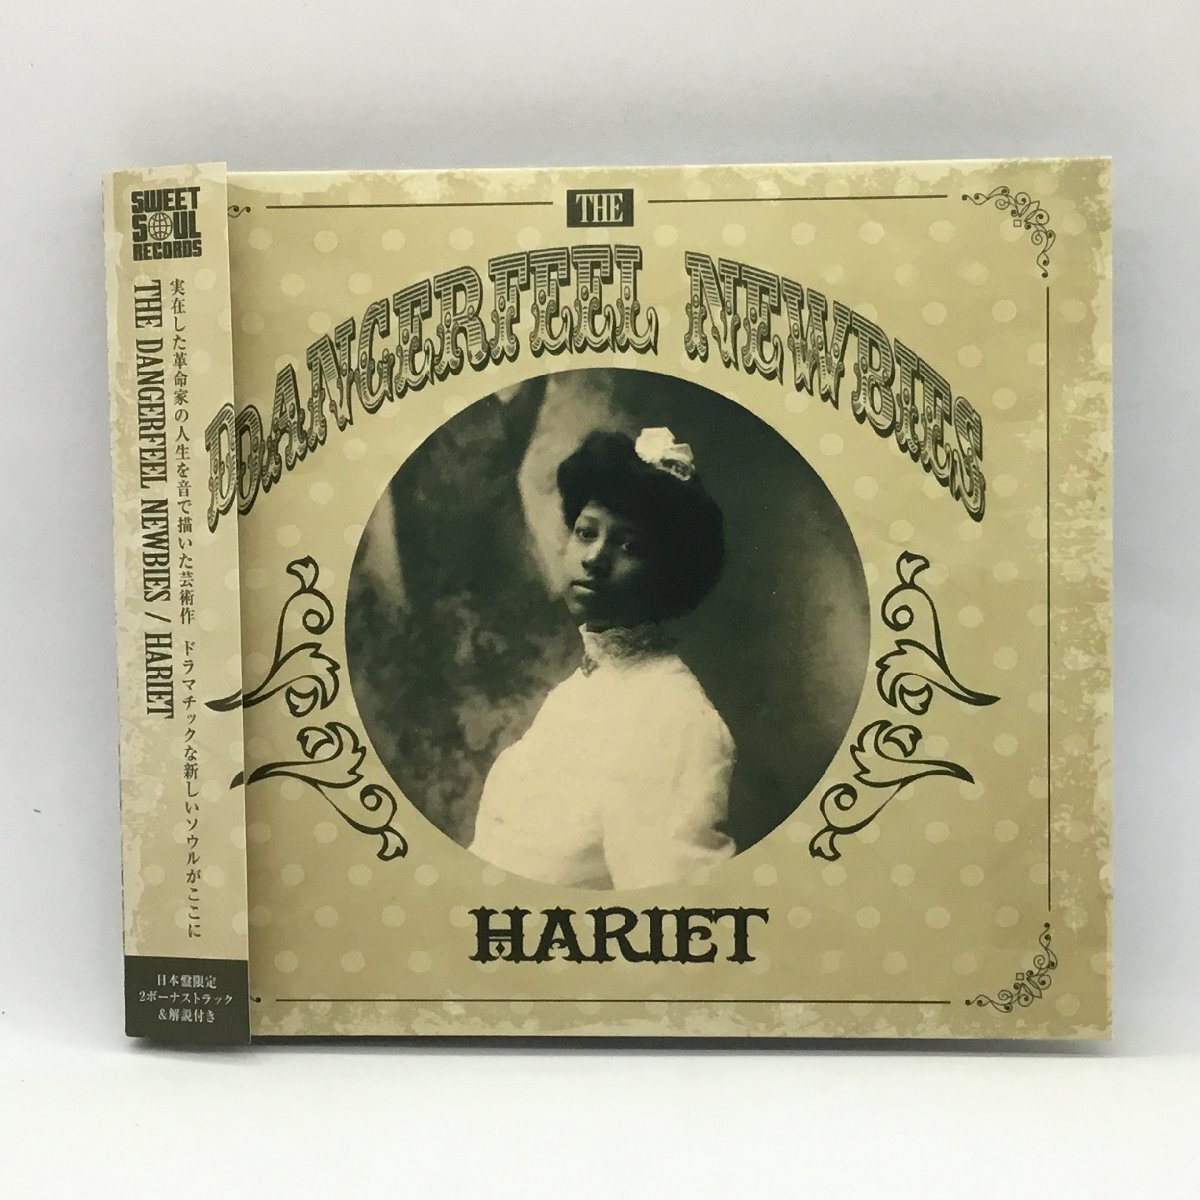 SWEET
SOUL
RECORDS
実在した革命家の人生を音で描いた芸術作 ドラマチックな新しいソウルがここに
THE DANGERFEEL NEWBIES / HARIET
日本盤限定
2ボーナストラック
&解説付き
THE
DANGERFEEL NEWBIES
HARIET